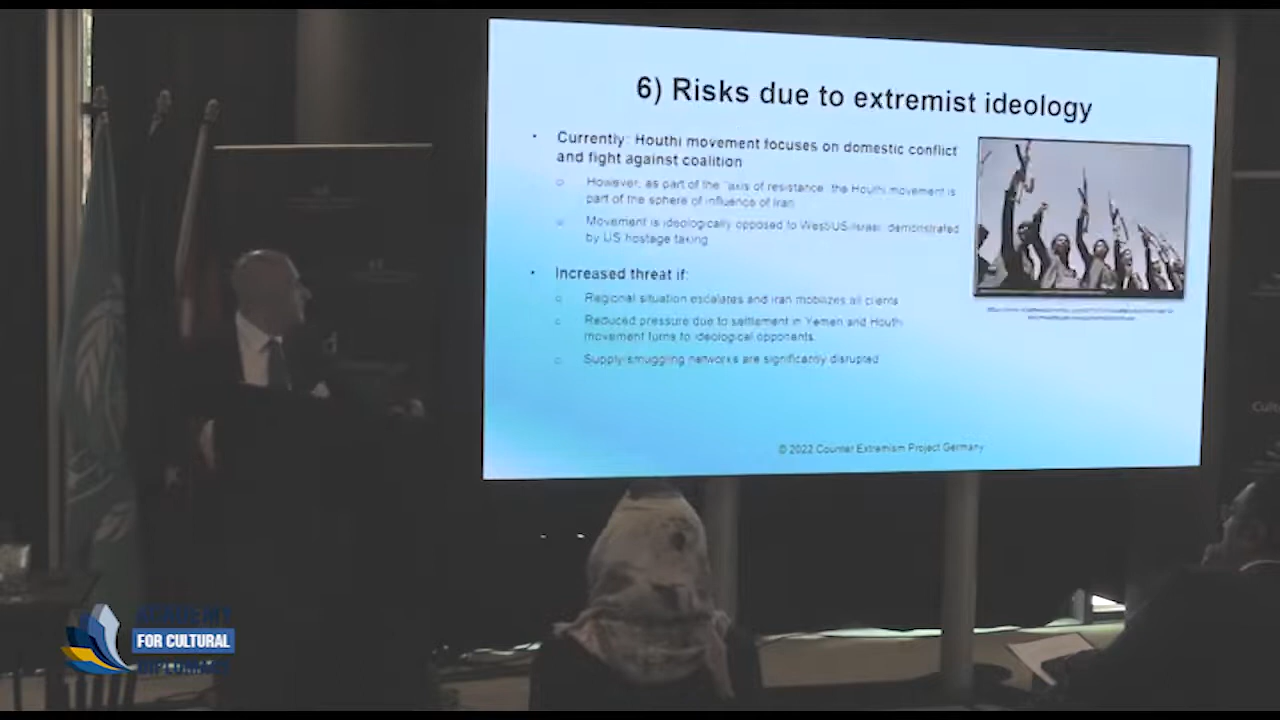 6) Risks due to extremist ideology
• Currently: Houthi movement focuses on domestic conflict
and fight against coalition
○ However, as part of the "axis of resistance, the Houthi movement is
part of the sphere of influence of Iran
○ Movement is ideologically opposed to West/US/Israel, demonstrated
by US hostage taking
• Increased threat if:
○ Regional situation escalates and Iran mobilizes all clients
○ Reduced pressure due to settlement in Yemen and Houthi
movement turns to ideological opponents.
○ Supply smuggling networks are significantly disrupted
© 2022 Counter Extremism Project Germany
ACADEMY
FOR CULTURAL
DIPLOMACY